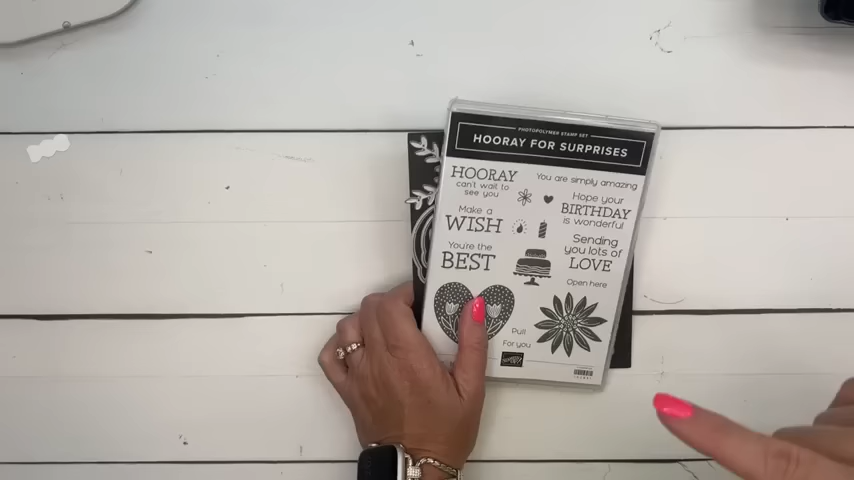 PHOTOPOLYMER STAMP SET
HOORAY FOR SURPRISES
HOORAY
can't wait to
see you
You are simply amazing
Hope your
BIRTHDAY
is wonderful
Make a
WISH
Sending
you lots of
LOVE
You're the
BEST
Open here
Pull
For you